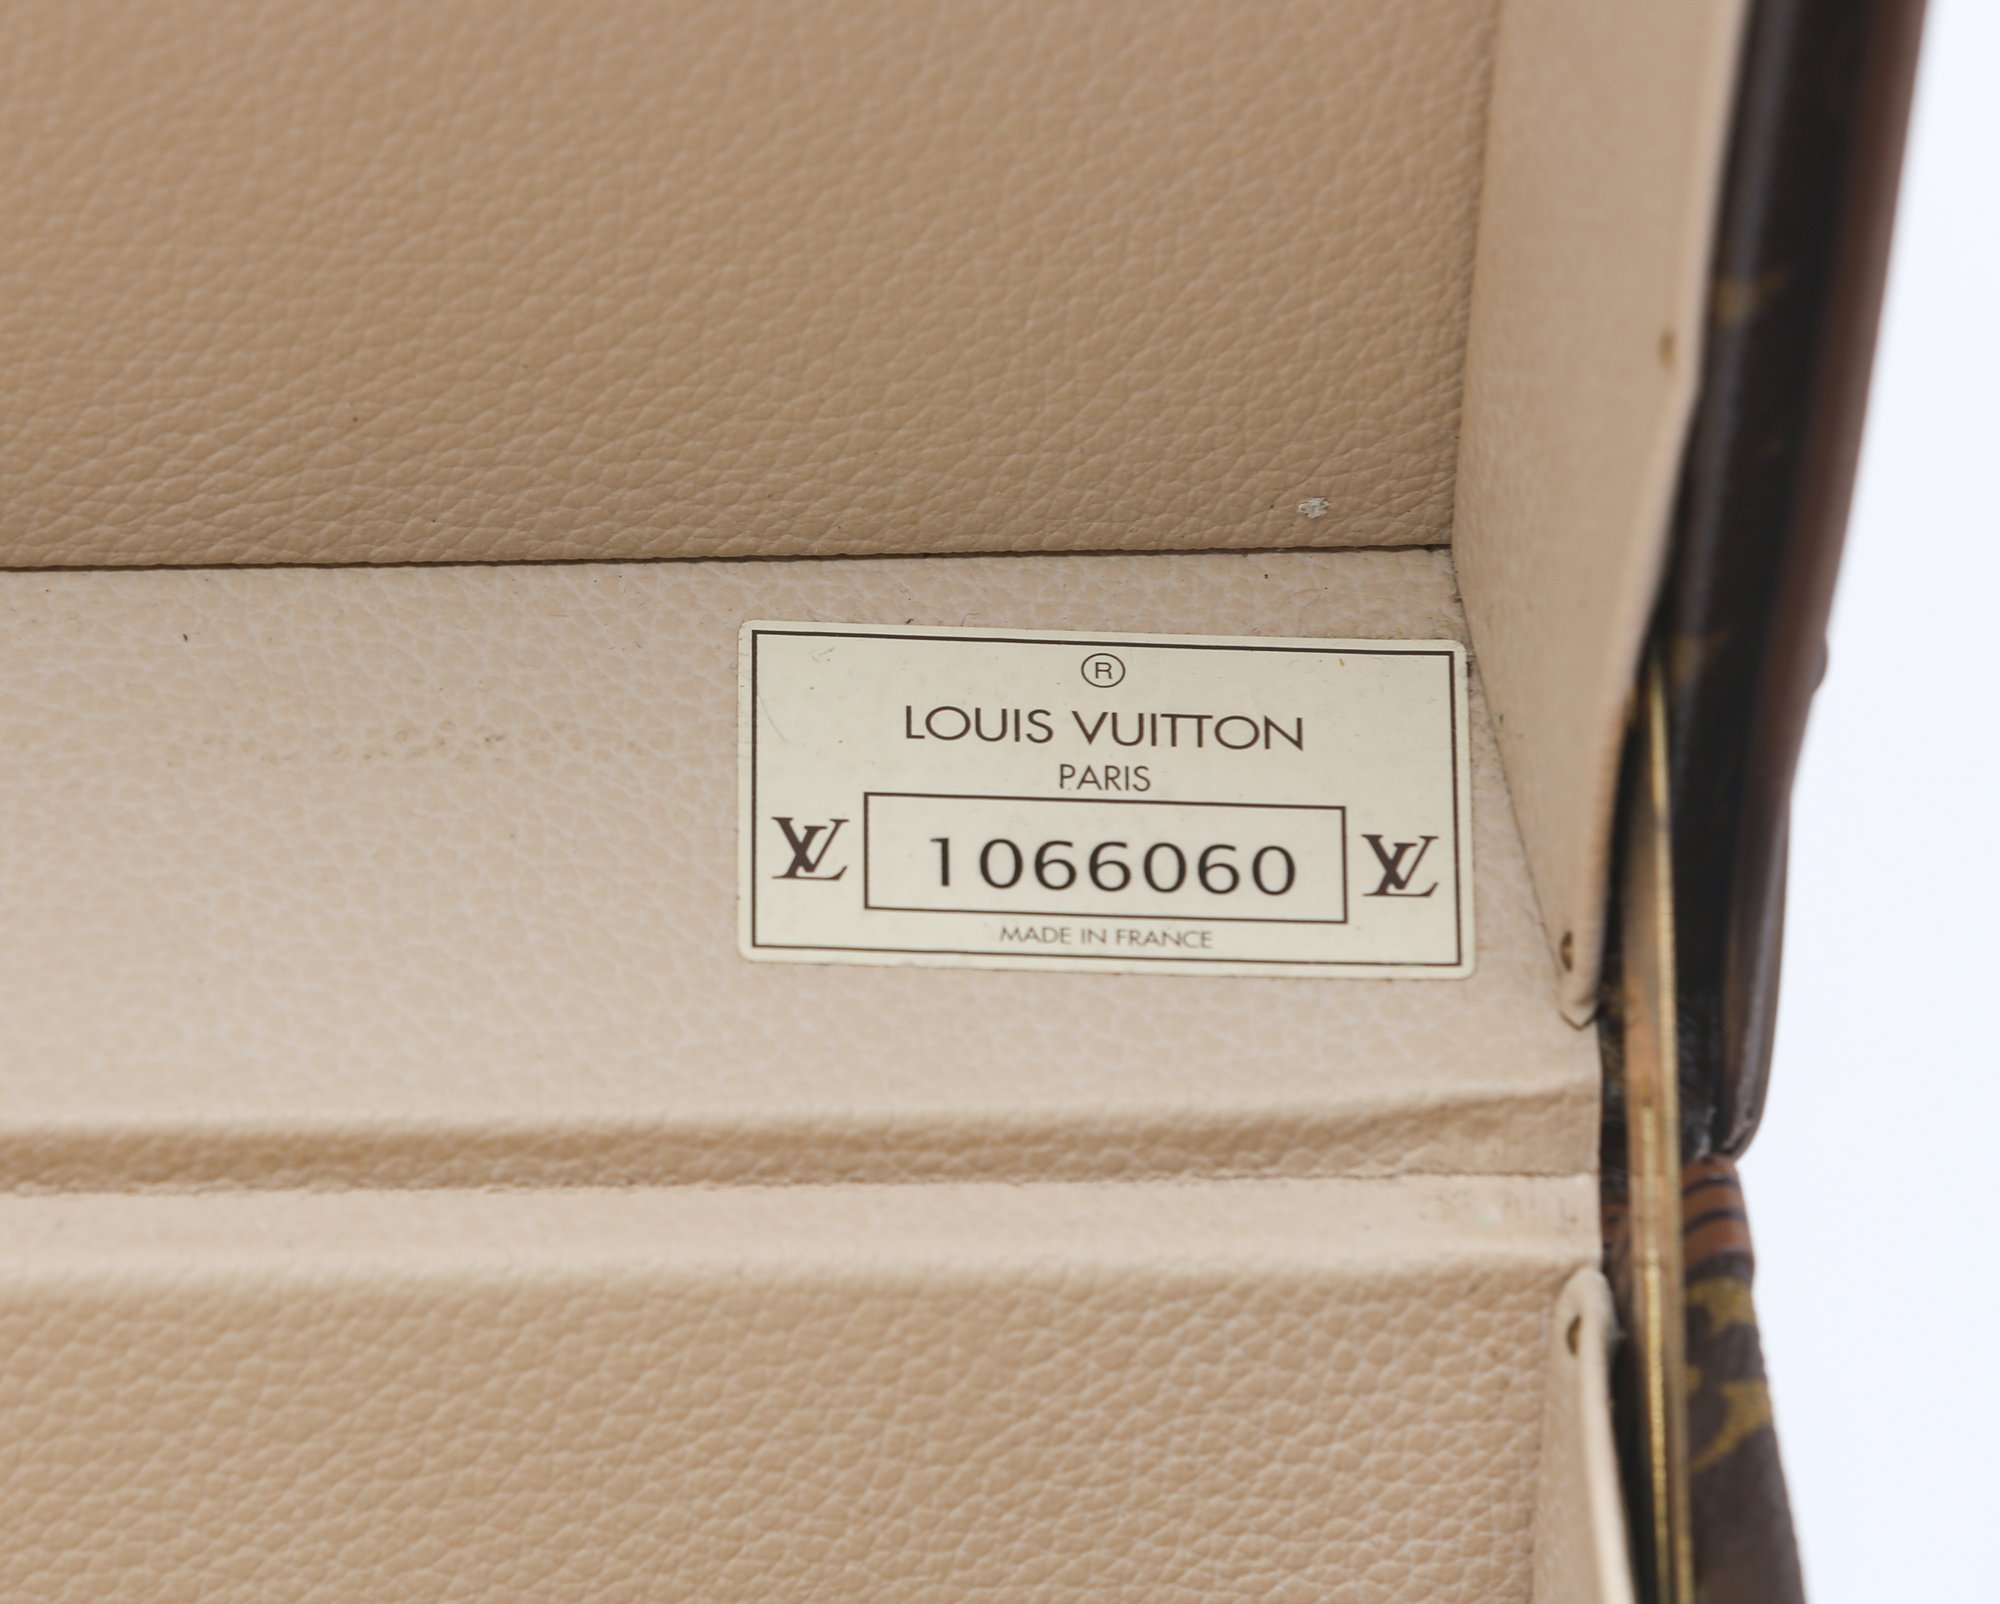 ®
LOUIS VUITTON
PARIS
LV 1066060 LV
MADE IN FRANCE